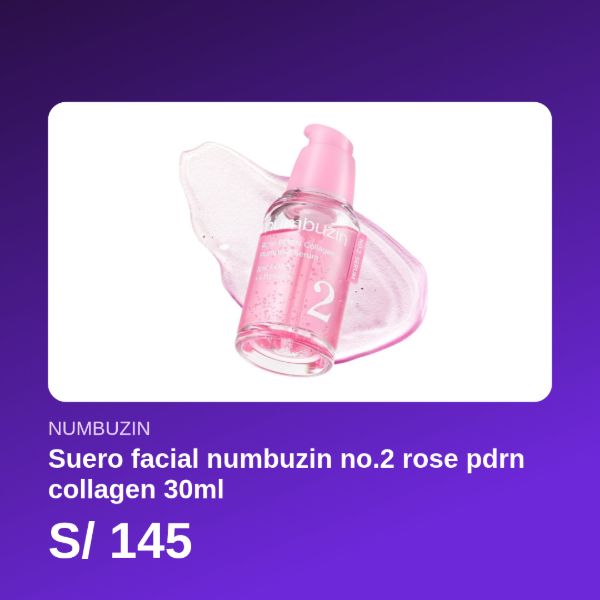 numbuzin
2
NUMBUZIN
Suero facial numbuzin no.2 rose pdrn
collagen 30ml
S/ 145